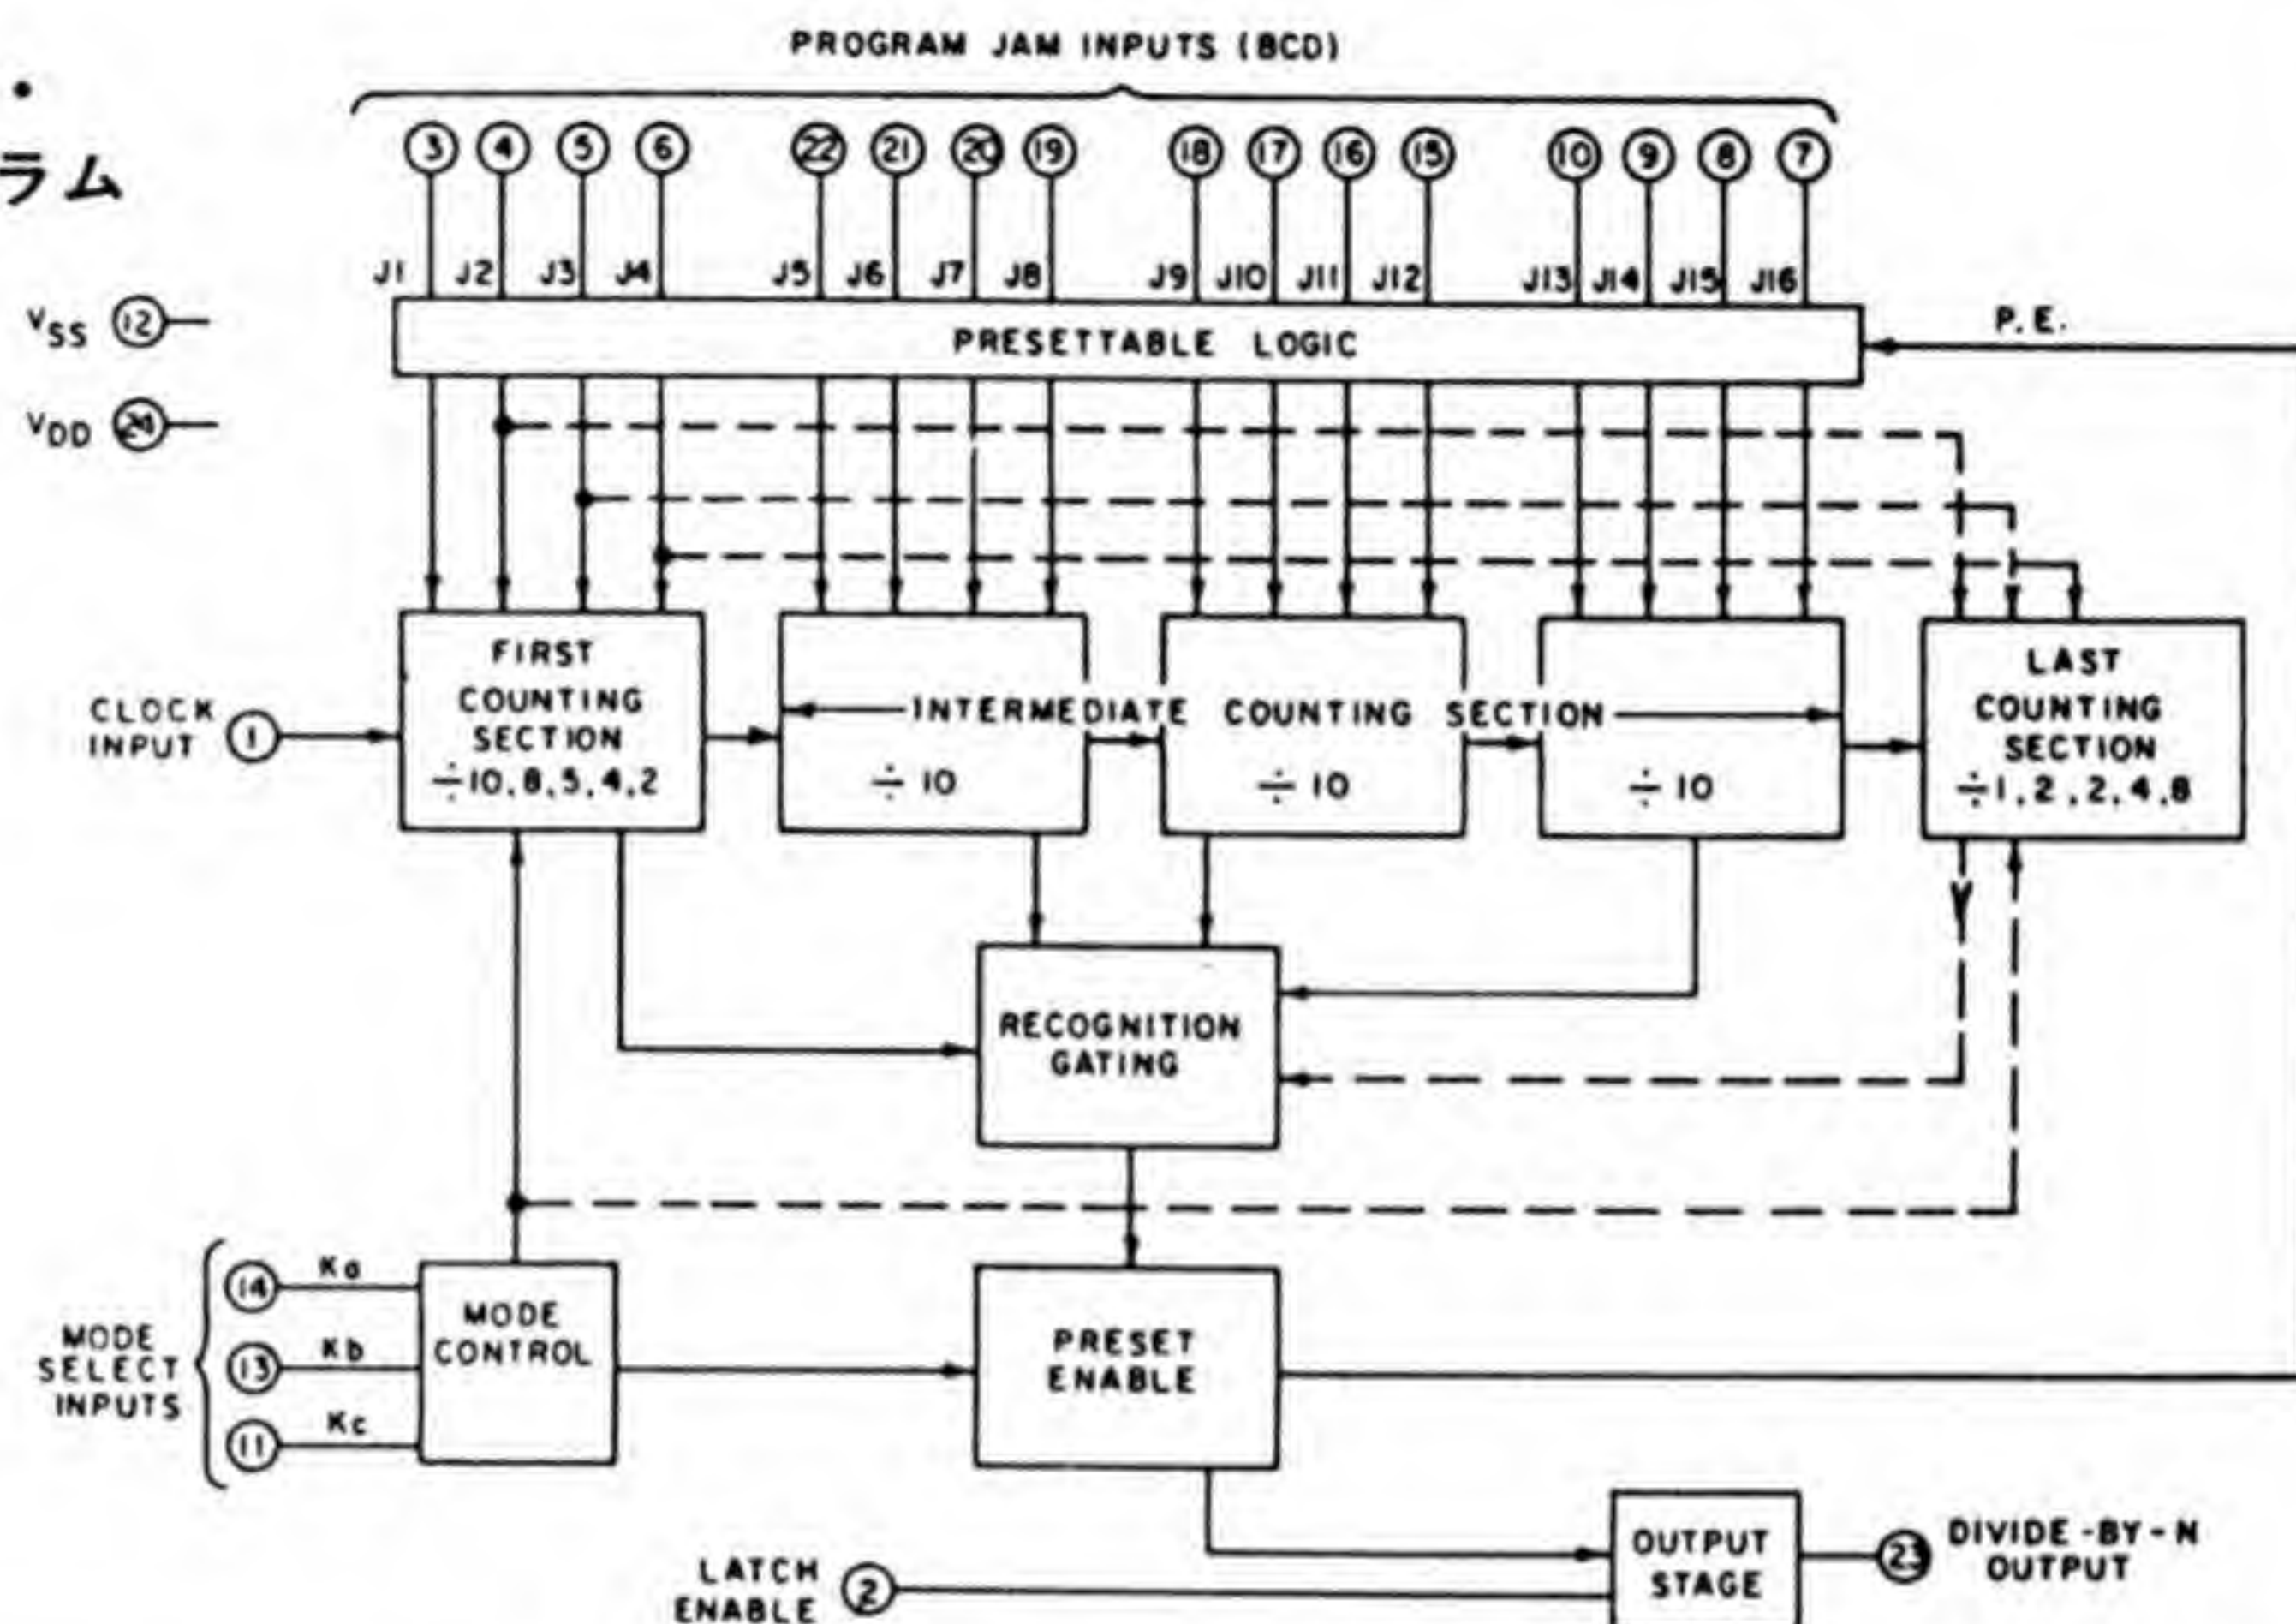 PROGRAM JAM INPUTS (BCD)
・
ラム
3 4 5 6 22 21 20 19 18 17 16 15 10 9 8 7
J1 J2 J3 J4 J5 J6 J7 J8 J9 J10 J11 J12 J13 J14 J15 J16
VSS 12
PRESETTABLE LOGIC
P.E.
VDD 24
CLOCK
INPUT
1
FIRST
COUNTING
SECTION
÷10,8,5,4,2
INTERMEDIATE COUNTING SECTION
÷10
÷10
÷10
LAST
COUNTING
SECTION
÷1,2,2,4,8
RECOGNITION
GATING
MODE
SELECT
INPUTS
14 Ka
13 Kb
11 Kc
MODE
CONTROL
PRESET
ENABLE
LATCH
ENABLE
2
OUTPUT
STAGE
23
DIVIDE-BY-N
OUTPUT